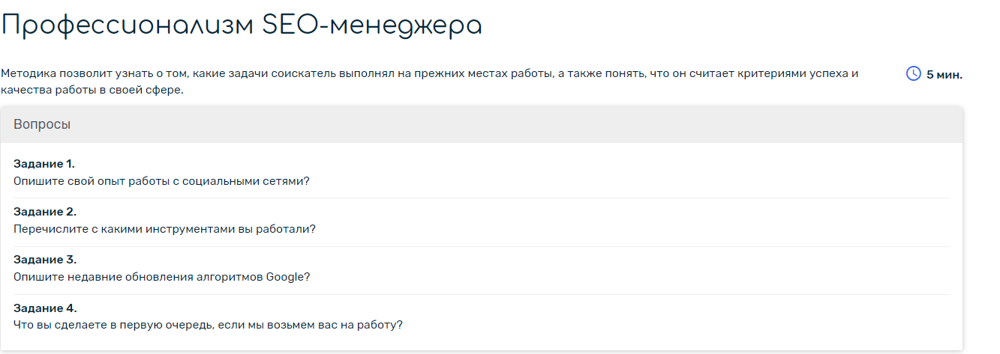 Профессионализм SEO-менеджера
Методика позволит узнать о том, какие задачи соискатель выполнял на прежних местах работы, а также понять, что он считает критериями успеха и
качества работы в своей сфере.
5 мин.
Вопросы
Задание 1.
Опишите свой опыт работы с социальными сетями?
Задание 2.
Перечислите с какими инструментами вы работали?
Задание 3.
Опишите недавние обновления алгоритмов Google?
Задание 4.
Что вы сделаете в первую очередь, если мы возьмем вас на работу?